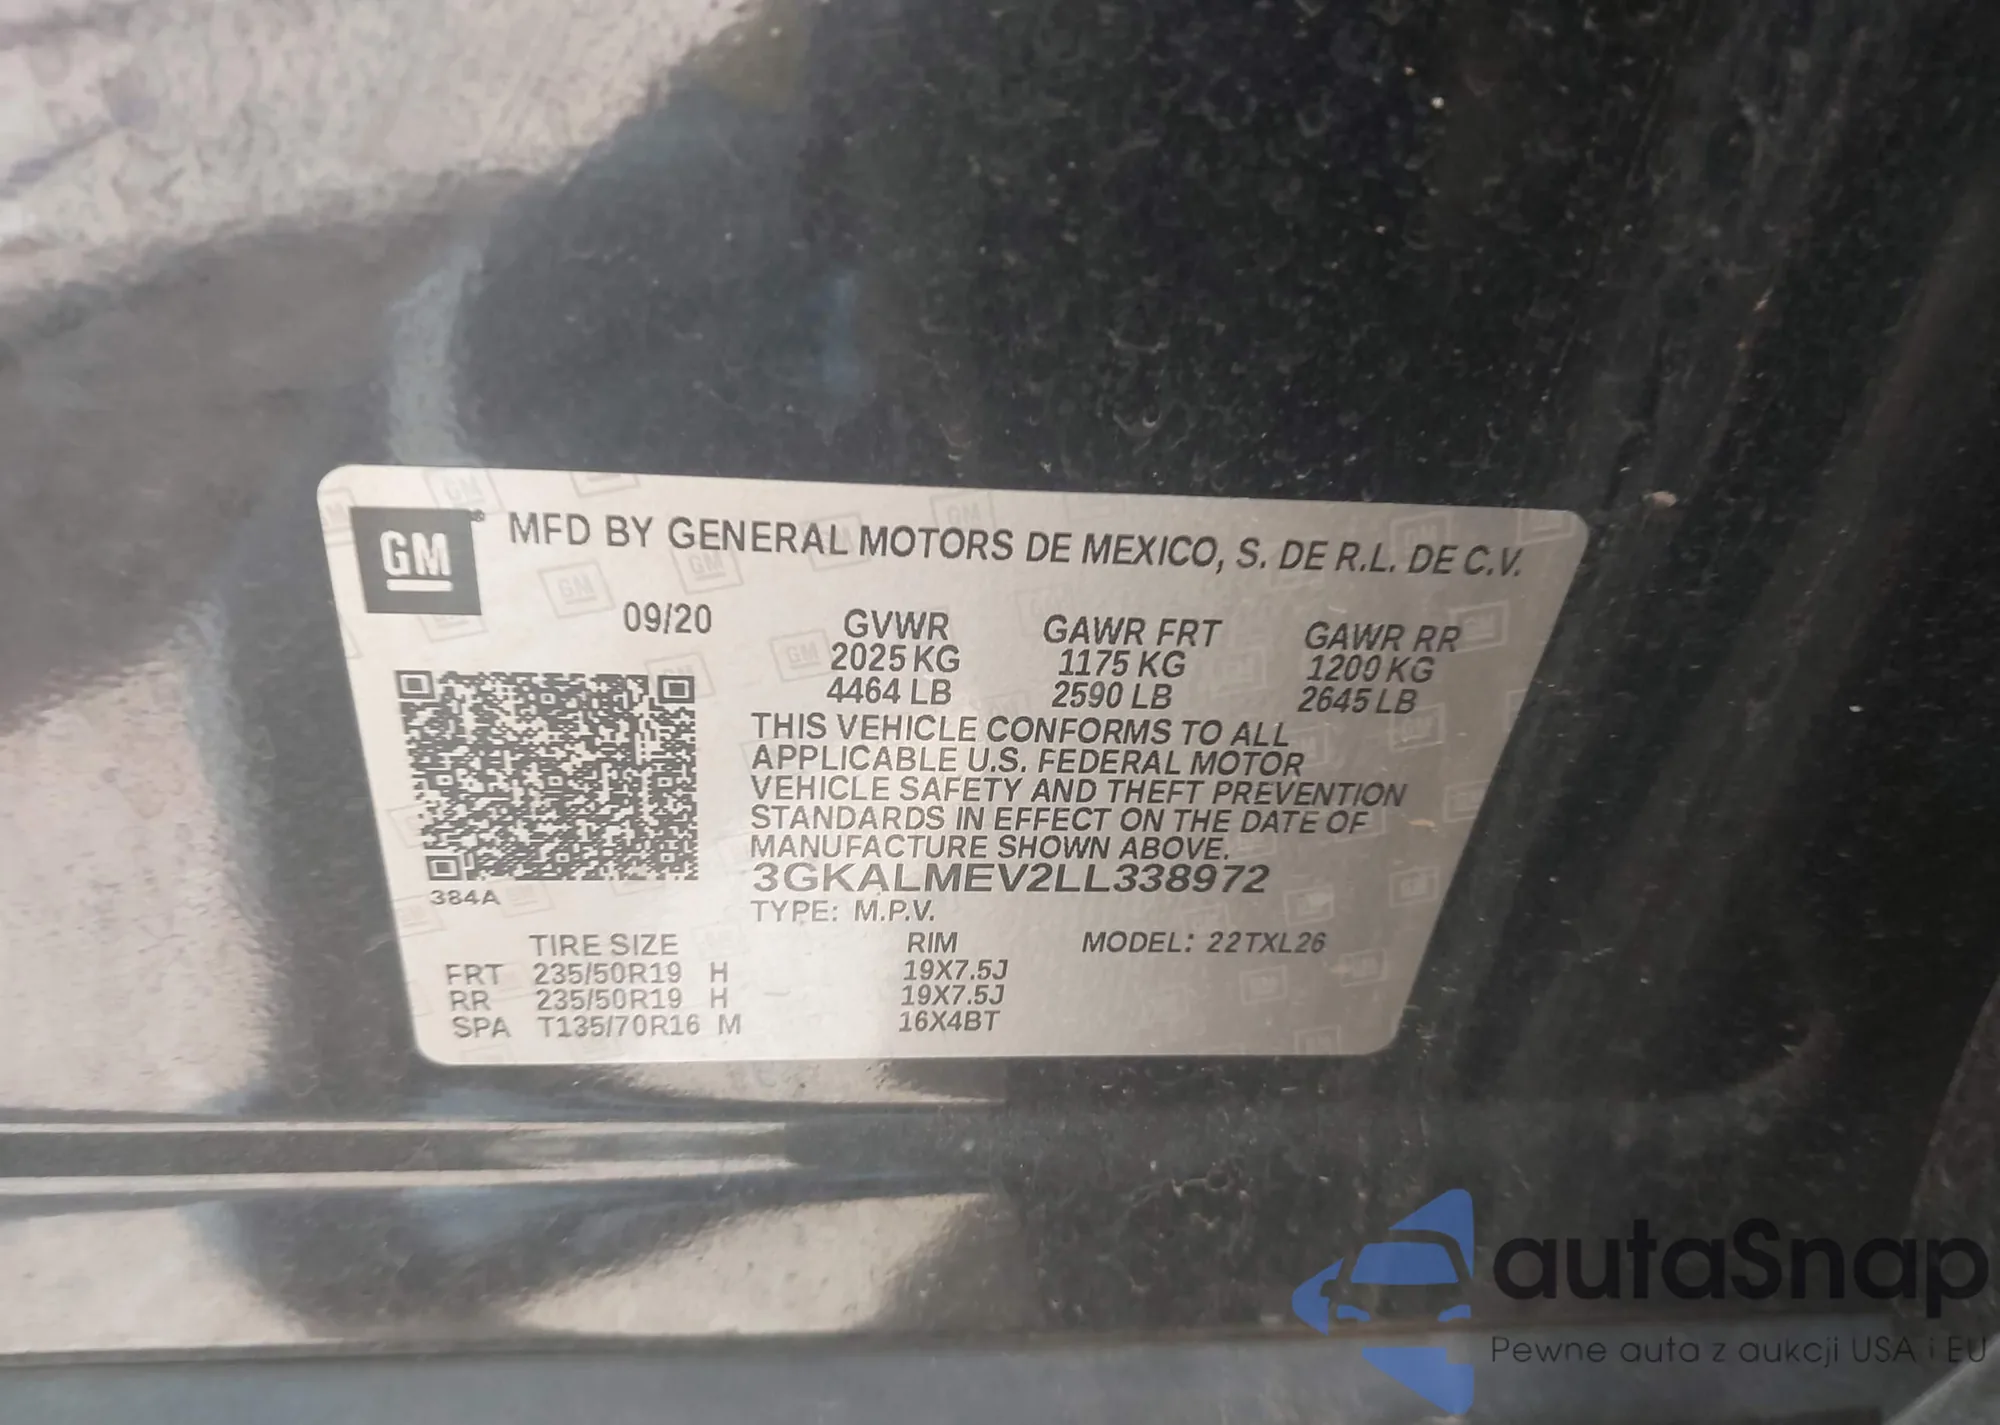 GM
MFD BY GENERAL MOTORS DE MEXICO, S. DE R.L. DE C.V.
09/20 GVWR GAWR FRT GAWR RR
2025 KG 1175 KG 1200 KG
4464 LB 2590 LB 2645 LB
THIS VEHICLE CONFORMS TO ALL
APPLICABLE U.S. FEDERAL MOTOR
VEHICLE SAFETY AND THEFT PREVENTION
STANDARDS IN EFFECT ON THE DATE OF
MANUFACTURE SHOWN ABOVE.
3GKALMEV2LL338972
384A
TYPE: M.P.V.
TIRE SIZE RIM MODEL: 22TXL26
FRT 235/50R19 H 19X7.5J
RR 235/50R19 H 19X7.5J
SPA T135/70R16 M 16X4BT
autaSnap
Pewne auta z aukcji USA i EU